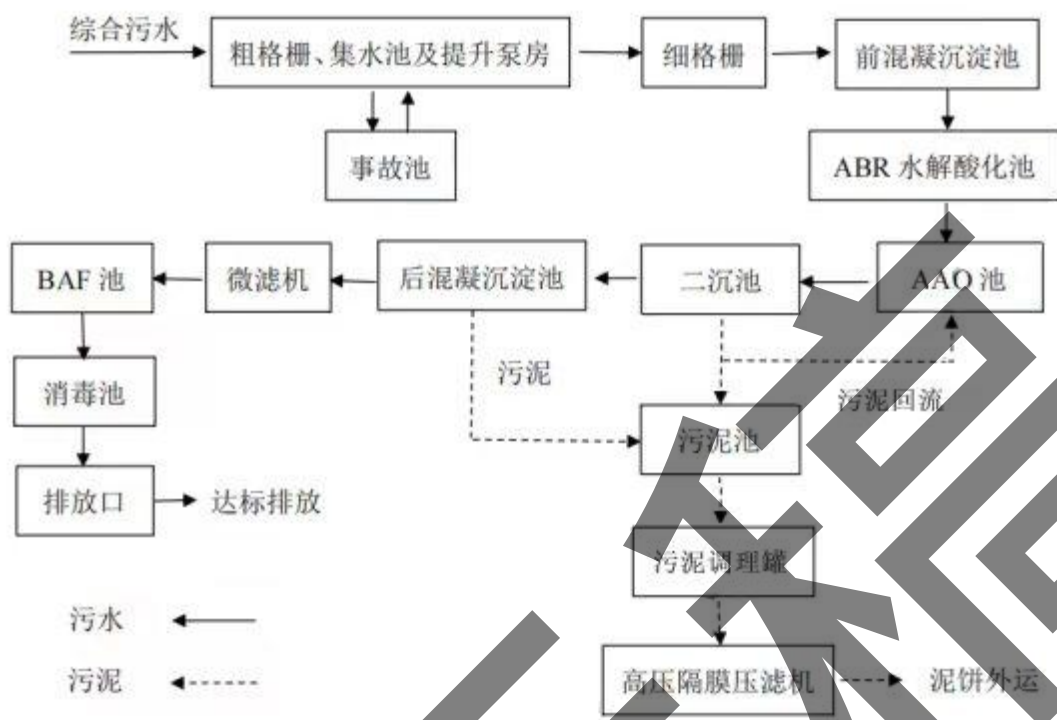 综合污水
粗格栅、集水池及提升泵房
细格栅
前混凝沉淀池
事故池
ABR 水解酸化池
BAF 池
微滤机
后混凝沉淀池
二沉池
AAO 池
污泥
消毒池
污泥回流
污泥池
排放口
达标排放
污泥调理罐
污水
污泥
高压隔膜压滤机
泥饼外运